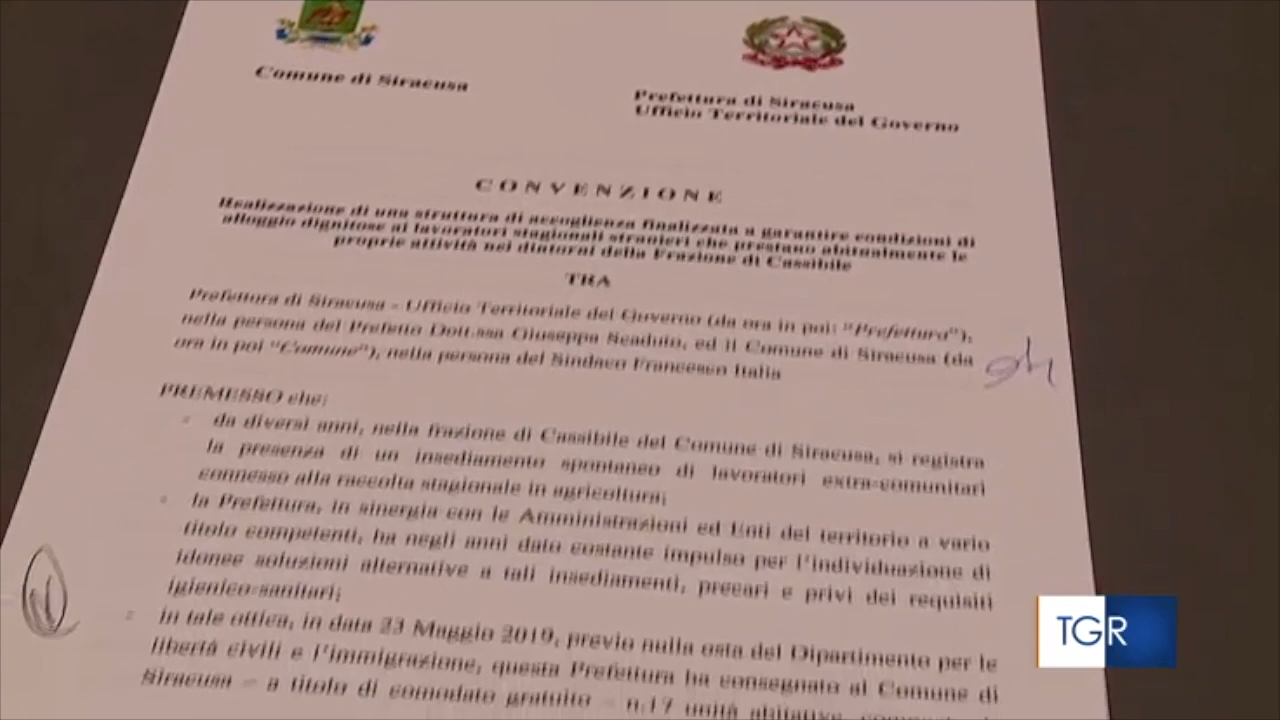 Comune di Siracusa
Prefettura di Siracusa
Ufficio Territoriale del Governo
CONVENZIONE
Realizzazione di una struttura di accoglienza finalizzata a garantire condizioni di
alloggio dignitose ai lavoratori stagionali stranieri che prestano abitualmente le
proprie attività nei dintorni della Frazione di Cassibile
TRA
Prefettura di Siracusa - Ufficio Territoriale del Governo (da ora in poi: "Prefettura"),
nella persona del Prefetto Dott.ssa Giuseppa Scaduto, ed il Comune di Siracusa (da
ora in poi "Comune"), nella persona del Sindaco Francesco Italia
PREMESSO che:
- da diversi anni, nella frazione di Cassibile del Comune di Siracusa, si registra
la presenza di un insediamento spontaneo di lavoratori extra-comunitari
connesso alla raccolta stagionale in agricoltura;
- la Prefettura, in sinergia con le Amministrazioni ed Enti del territorio a vario
titolo competenti, ha negli anni dato costante impulso per l'individuazione di
idonee soluzioni alternative a tali insediamenti, precari e privi dei requisiti
igienico-sanitari;
- in tale ottica, in data 23 Maggio 2019, previo nulla osta del Dipartimento per le
libertà civili e l'immigrazione, questa Prefettura ha consegnato al Comune di
Siracusa – a titolo di comodato gratuito – n.17 unità abitative,
TGR